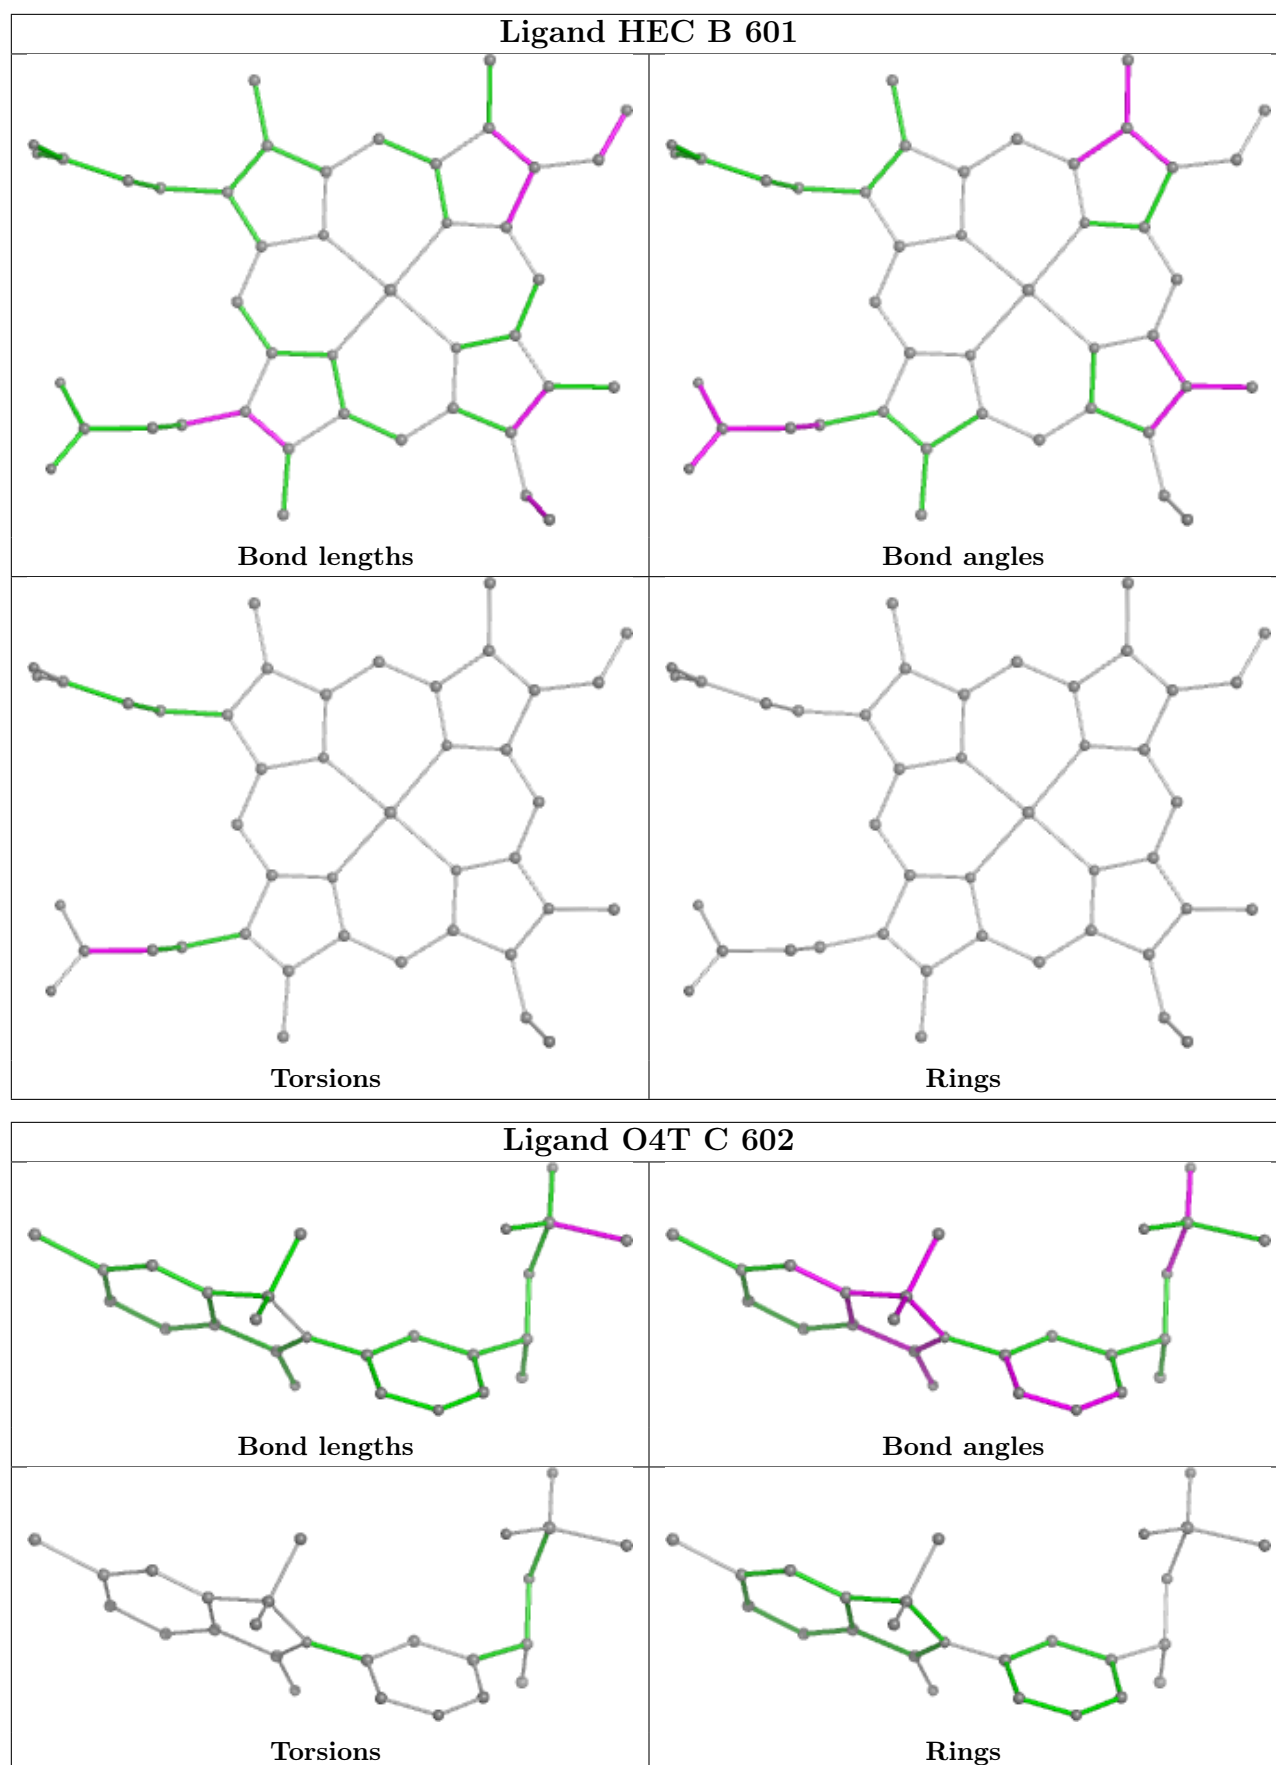 Ligand HEC B 601
Bond lengths
Bond angles
Torsions
Rings
Ligand O4T C 602
Bond lengths
Bond angles
Torsions
Rings